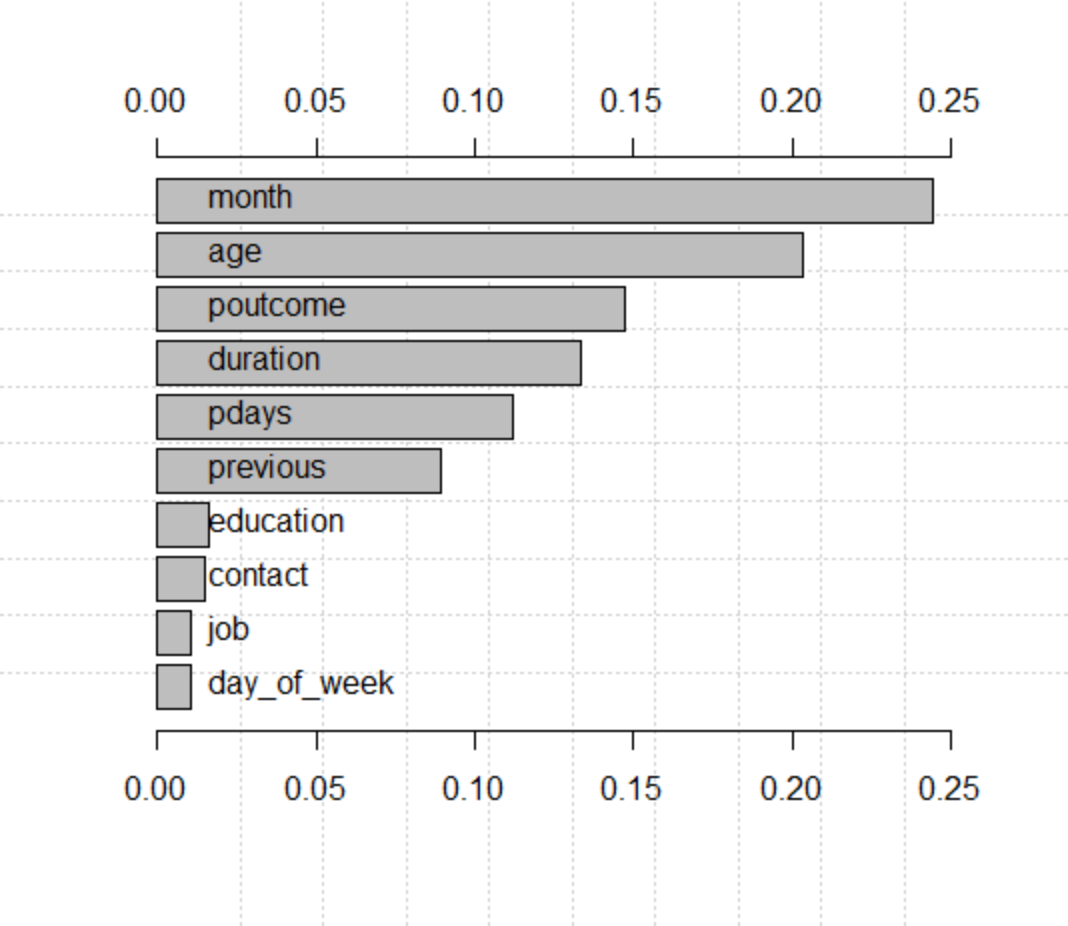 0.00 0.05 0.10 0.15 0.20 0.25
month
age
poutcome
duration
pdays
previous
education
contact
job
day_of_week
0.00 0.05 0.10 0.15 0.20 0.25